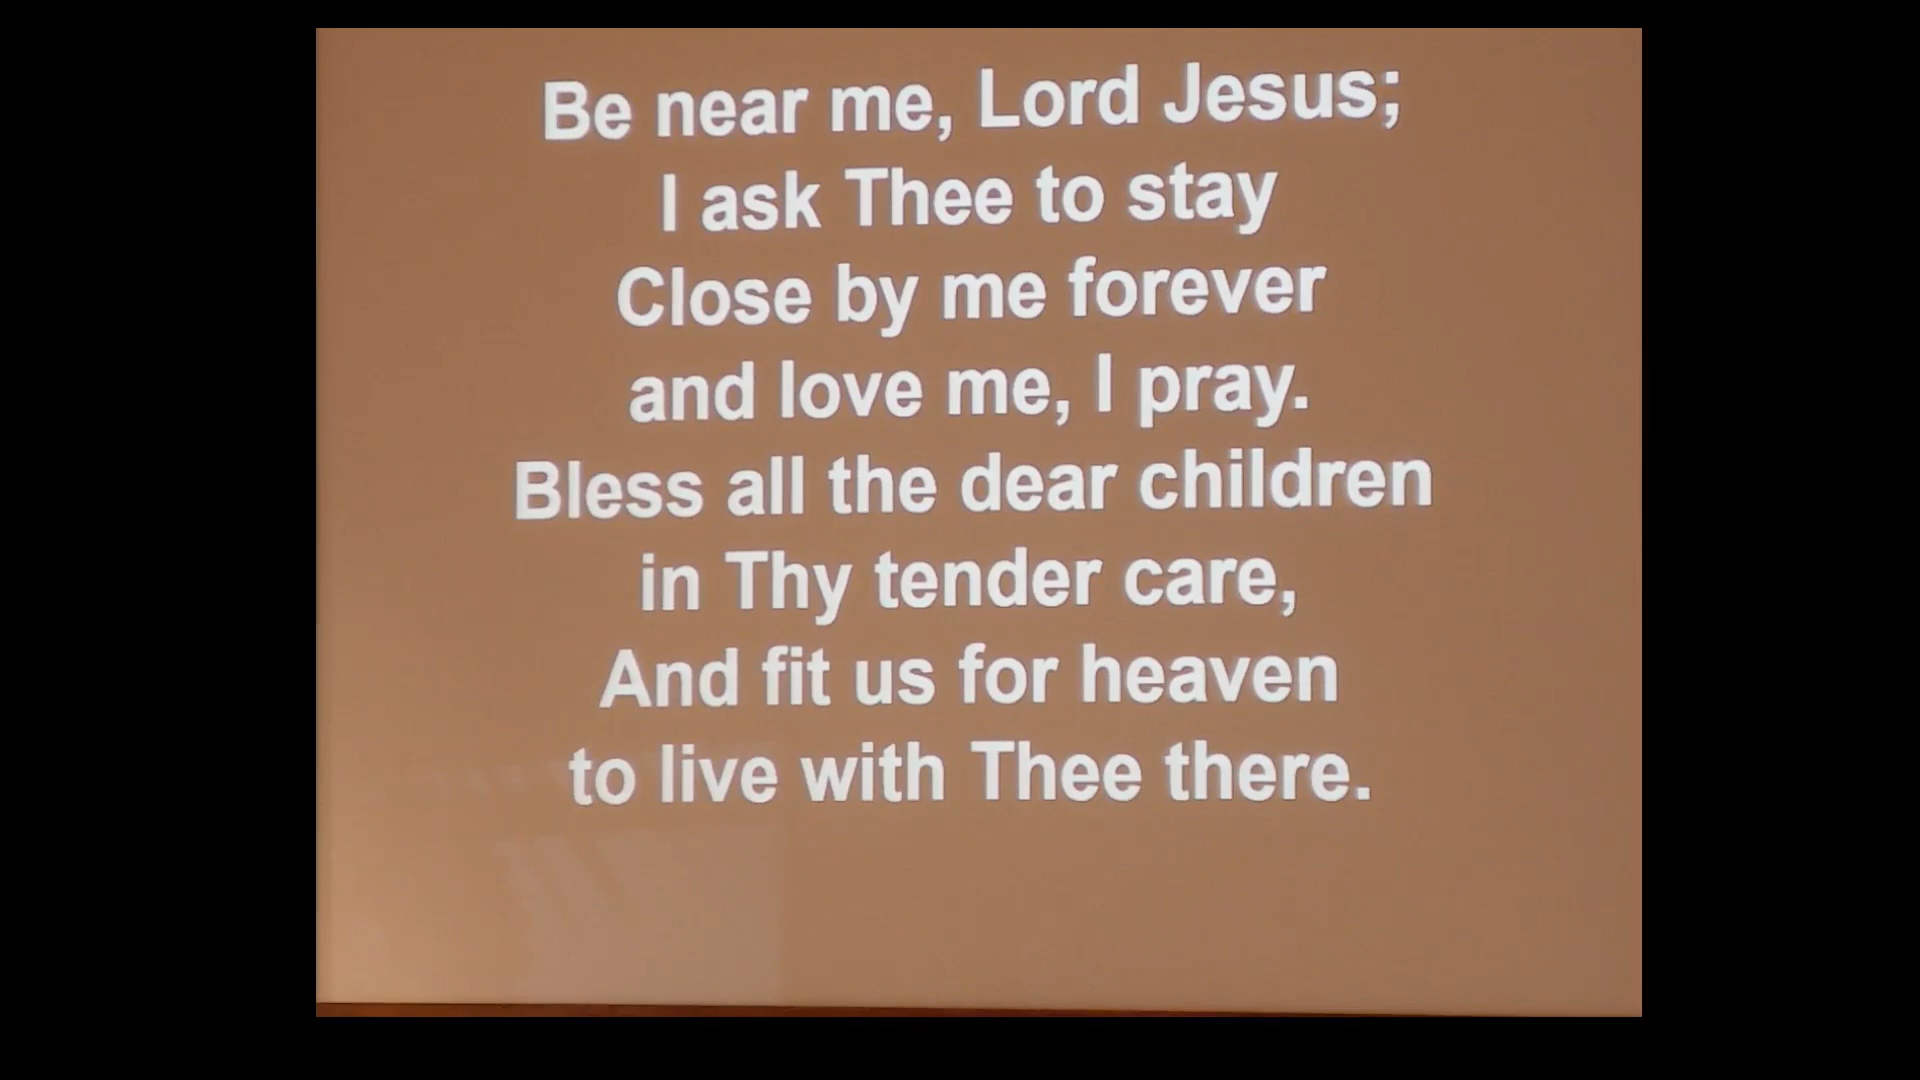 Be near me, Lord Jesus;
I ask Thee to stay
Close by me forever
and love me, I pray.
Bless all the dear children
in Thy tender care,
And fit us for heaven
to live with Thee there.